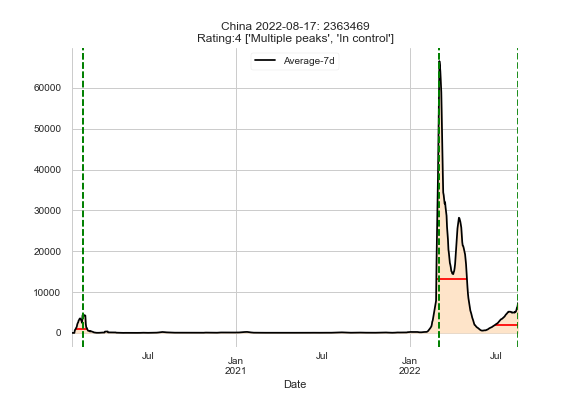 China 2022-08-17: 2363469
Rating:4 ['Multiple peaks', 'In control']
Average-7d
60000
50000
40000
30000
20000
10000
0
Jul
Jan
2021
Jul
Jan
2022
Jul
Date